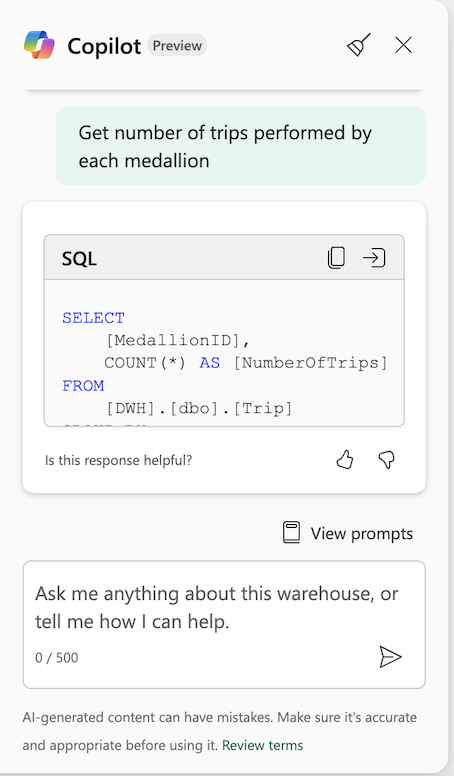 Copilot Preview
Get number of trips performed by
each medallion
SQL
SELECT
[MedallionID],
COUNT(*) AS [NumberOfTrips]
FROM
[DWH].[dbo].[Trip]
Is this response helpful?
View prompts
Ask me anything about this warehouse, or
tell me how I can help.
0 / 500
AI-generated content can have mistakes. Make sure it's accurate
and appropriate before using it. Review terms